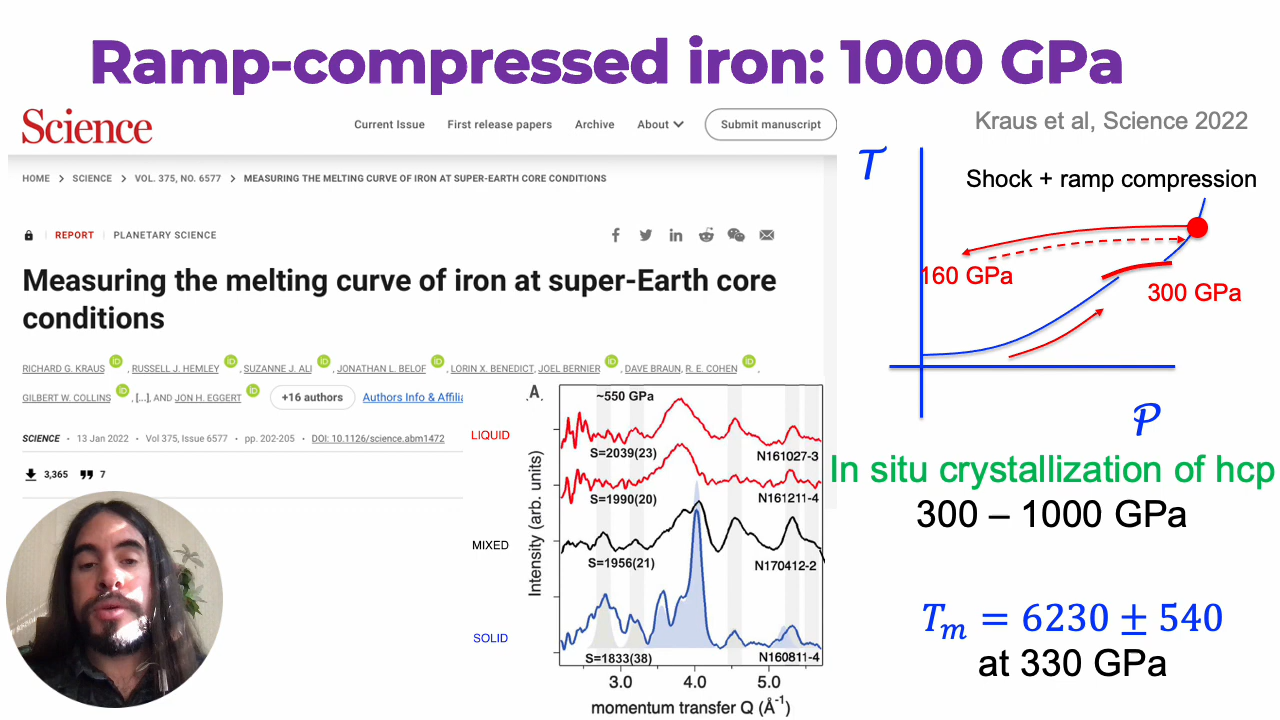 Ramp-compressed iron: 1000 GPa
Science
Current Issue First release papers Archive About Submit manuscript
Kraus et al, Science 2022
HOME > SCIENCE > VOL. 375, NO. 6577 > MEASURING THE MELTING CURVE OF IRON AT SUPER-EARTH CORE CONDITIONS
REPORT PLANETARY SCIENCE
Measuring the melting curve of iron at super-Earth core
conditions
RICHARD G. KRAUS, RUSSELL J. HEMLEY, SUZANNE J. ALI, JONATHAN L. BELOF, LORIN X. BENEDICT, JOEL BERNIER, DAVE BRAUN, R. E. COHEN,
GILBERT W. COLLINS, [...], AND JON H. EGGERT +16 authors Authors Info & Affilia
SCIENCE • 13 Jan 2022 • Vol 375, Issue 6577 • pp. 202-205 • DOI: 10.1126/science.abm1472
3,365 7
T
Shock + ramp compression
160 GPa
300 GPa
P
A
~550 GPa
LIQUID
S=2039(23) N161027-3
S=1990(20) N161211-4
MIXED
S=1956(21) N170412-2
SOLID
S=1833(38) N160811-4
Intensity (arb. units)
3.0 4.0 5.0
momentum transfer Q (Å⁻¹)
In situ crystallization of hcp
300 – 1000 GPa
Tₘ = 6230 ± 540
at 330 GPa